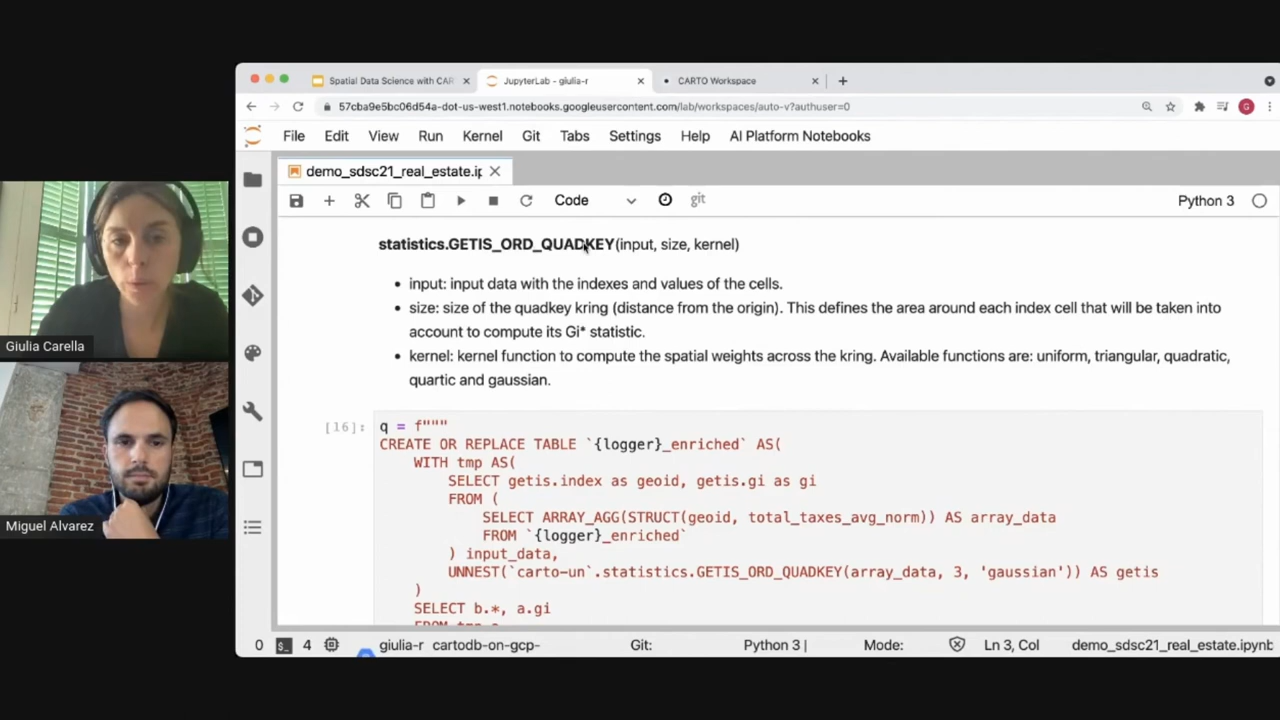 Spatial Data Science with CAR
JupyterLab - giulia-r
CARTO Workspace
57cba9e5bc06d54a-dot-us-west1.notebooks.googleusercontent.com/lab/workspaces/auto-v?authuser=0
G
File Edit View Run Kernel Git Tabs Settings Help AI Platform Notebooks
demo_sdsc21_real_estate.ip
Code
git
Python 3
statistics.GETIS_ORD_QUADKEY(input, size, kernel)
• input: input data with the indexes and values of the cells.
• size: size of the quadkey kring (distance from the origin). This defines the area around each index cell that will be taken into
account to compute its Gi* statistic.
• kernel: kernel function to compute the spatial weights across the kring. Available functions are: uniform, triangular, quadratic,
quartic and gaussian.
[16]: q = f"""
CREATE OR REPLACE TABLE `{logger}_enriched` AS(
WITH tmp AS(
SELECT getis.index as geoid, getis.gi as gi
FROM (
SELECT ARRAY_AGG(STRUCT(geoid, total_taxes_avg_norm)) AS array_data
FROM `{logger}_enriched`
) input_data,
UNNEST(`carto-un`.statistics.GETIS_ORD_QUADKEY(array_data, 3, 'gaussian')) AS getis
)
SELECT b.*, a.gi
0 $_ 4 giulia-r cartodb-on-gcp- Git: Python 3 | Mode: Ln 3, Col demo_sdsc21_real_estate.ipynb
Giulia Carella
Miguel Alvarez